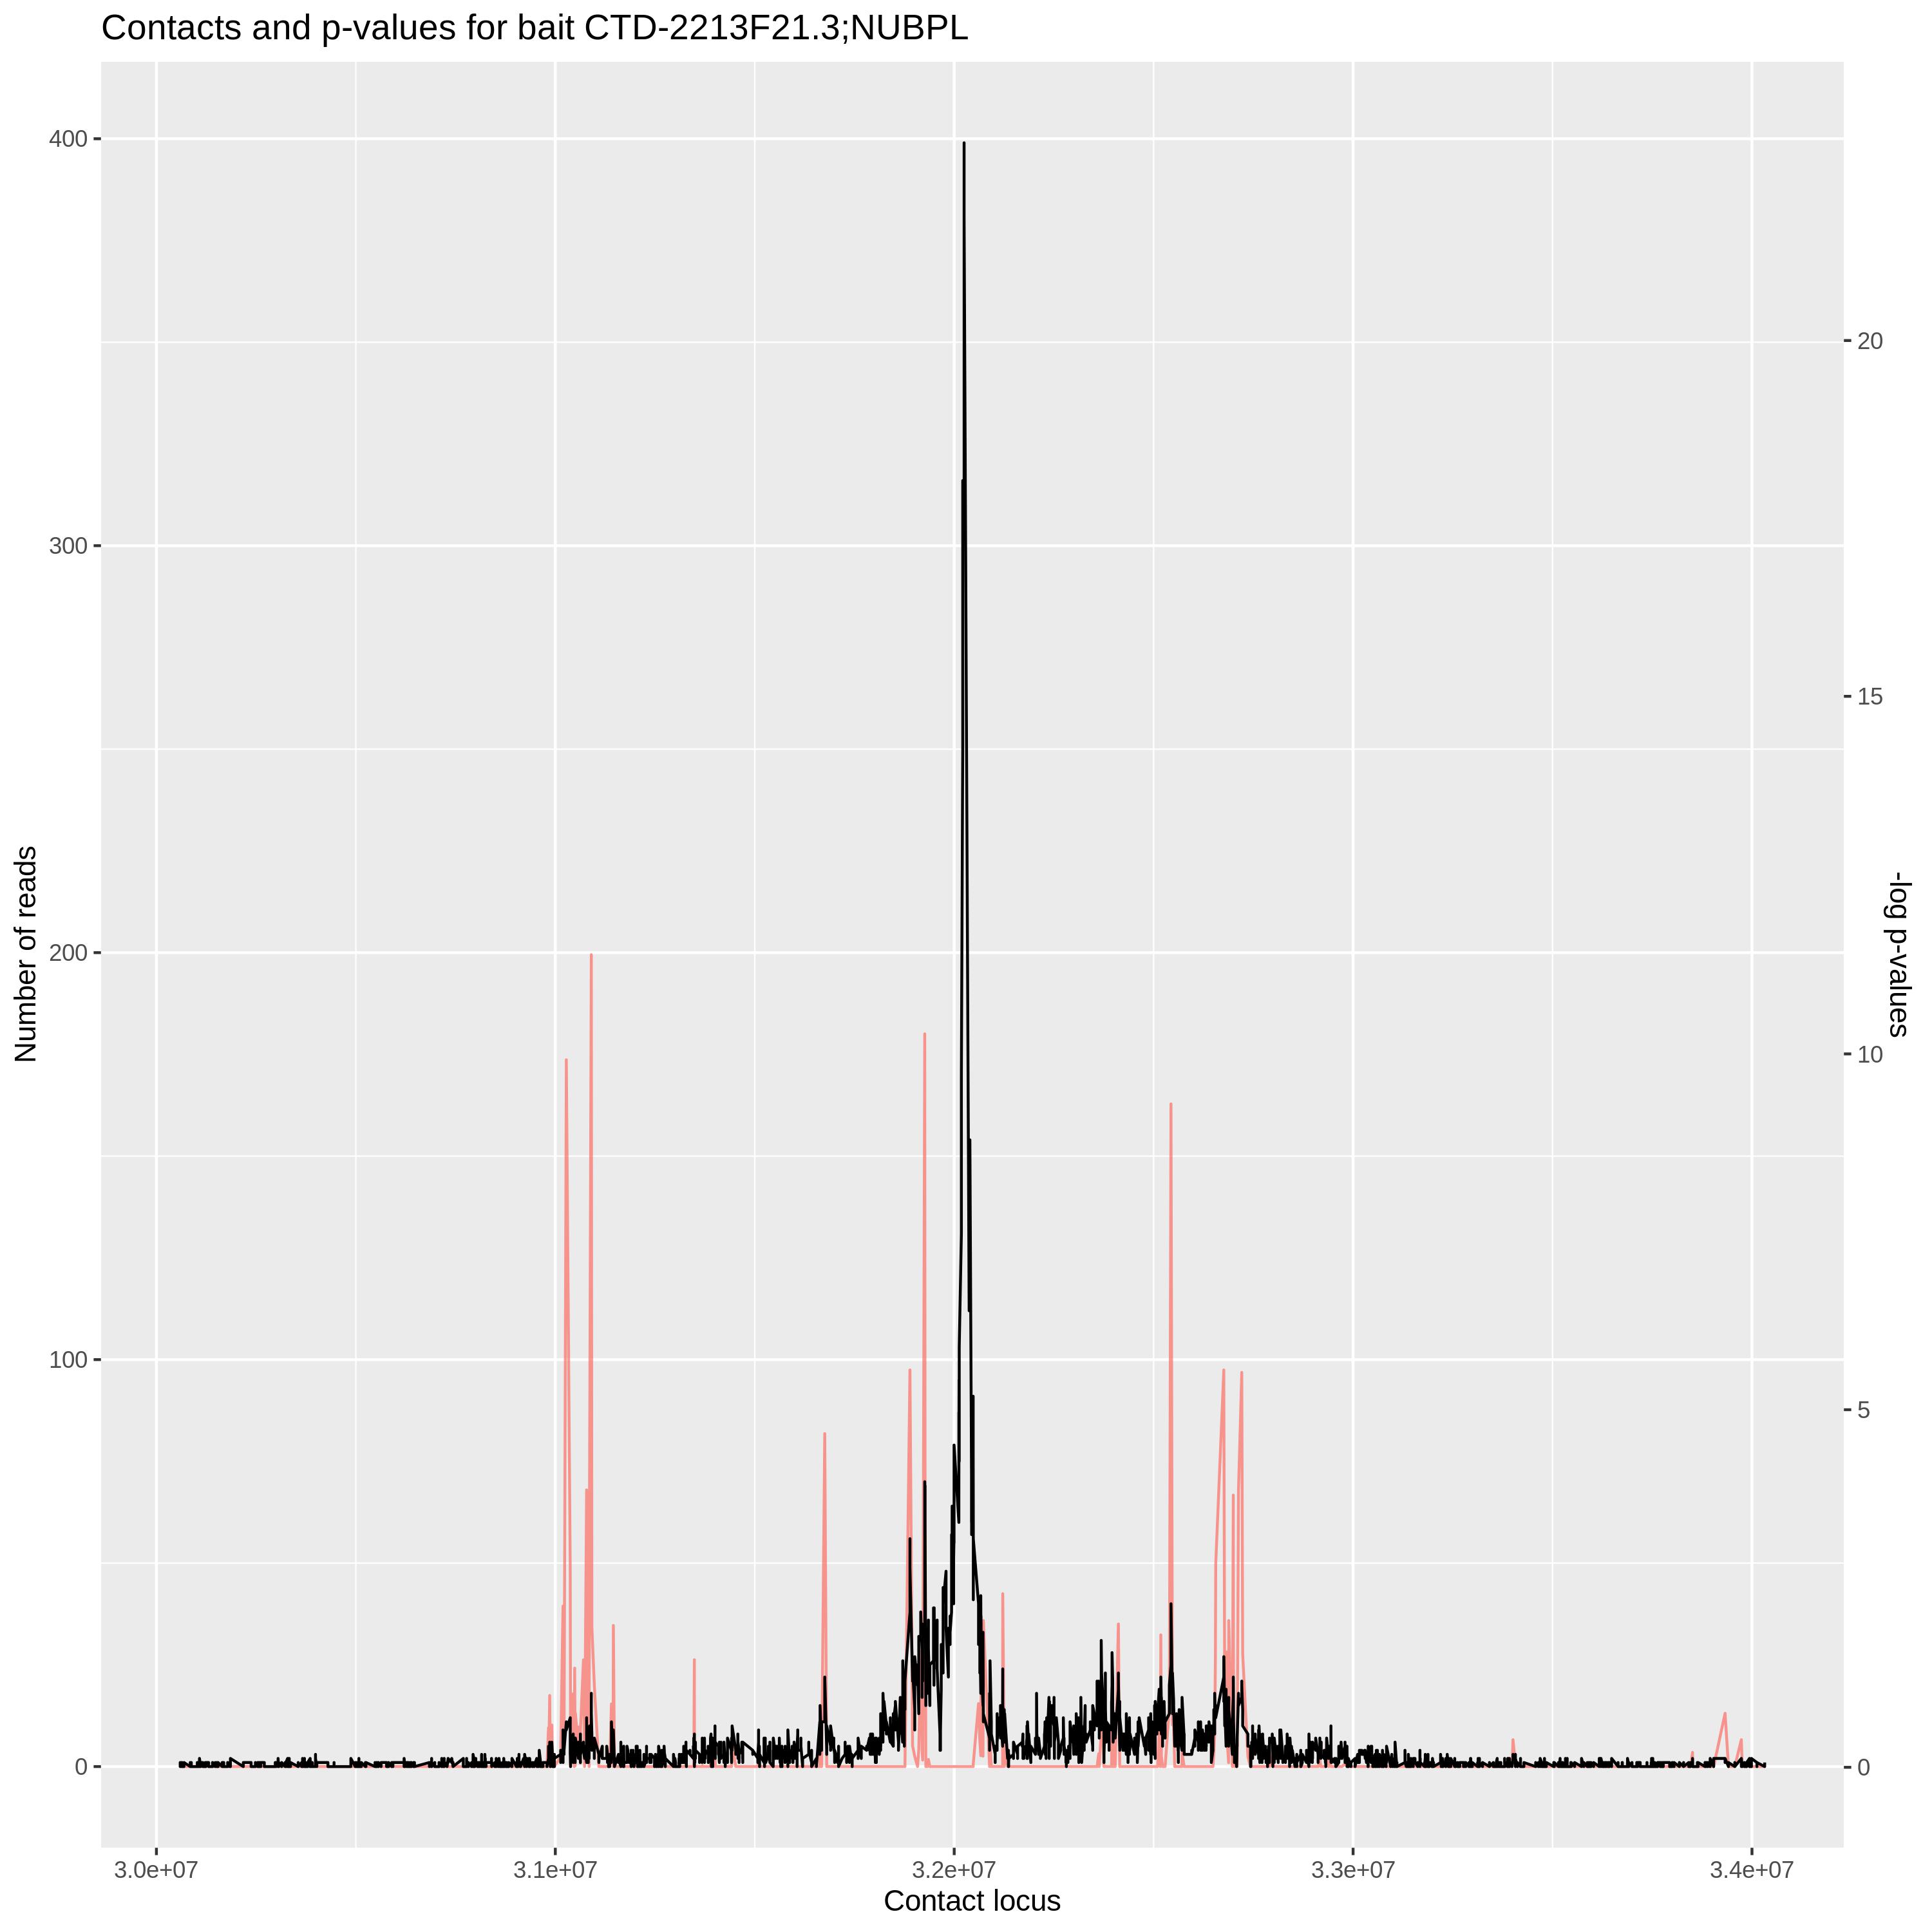 Contacts and p-values for bait CTD-2213F21.3;NUBPL
400
300
200
100
0
Number of reads
20
15
10
5
0
-log p-values
3.0e+07
3.1e+07
3.2e+07
3.3e+07
3.4e+07
Contact locus